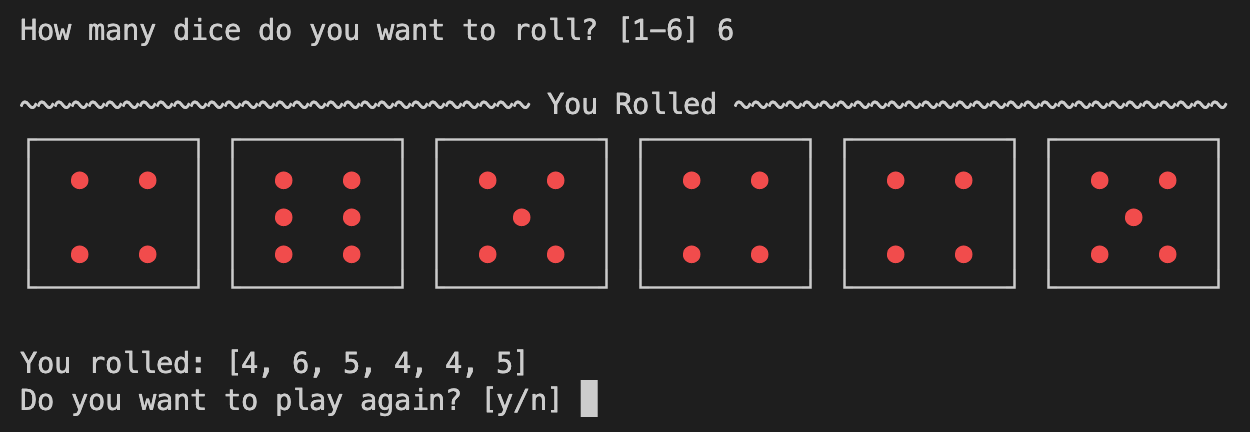 How many dice do you want to roll? [1-6] 6
~~~~~~~~~~~~~~~~~~~~~~~~~~~~~~ You Rolled ~~~~~~~~~~~~~~~~~~~~~~~~~~~~~
You rolled: [4, 6, 5, 4, 4, 5]
Do you want to play again? [y/n]